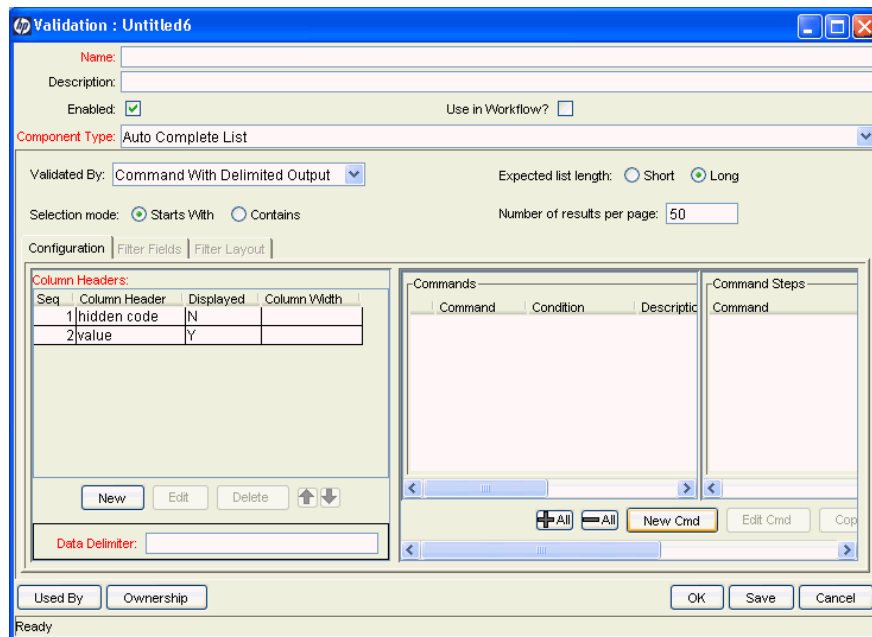 hp Validation : Untitled6
Name:
Description:
Enabled: Use in Workflow?
Component Type: Auto Complete List
Validated By: Command With Delimited Output Expected list length: Short Long
Selection mode: Starts With Contains Number of results per page: 50
Configuration Filter Fields Filter Layout
Column Headers: Commands Command Steps
Seq Column Header Displayed Column Width Command Condition Descriptic Command
1 hidden code N
2 value Y
New Edit Delete All All New Cmd Edit Cmd Cop
Data Delimiter:
Used By Ownership OK Save Cancel
Ready